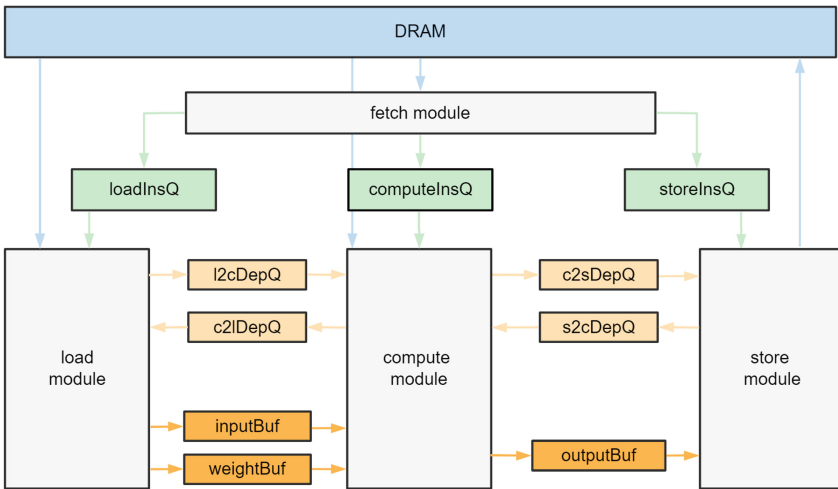 DRAM
fetch module
loadInsQ
computeInsQ
storeInsQ
l2cDepQ
c2sDepQ
c2lDepQ
s2cDepQ
load
module
compute
module
store
module
inputBuf
weightBuf
outputBuf